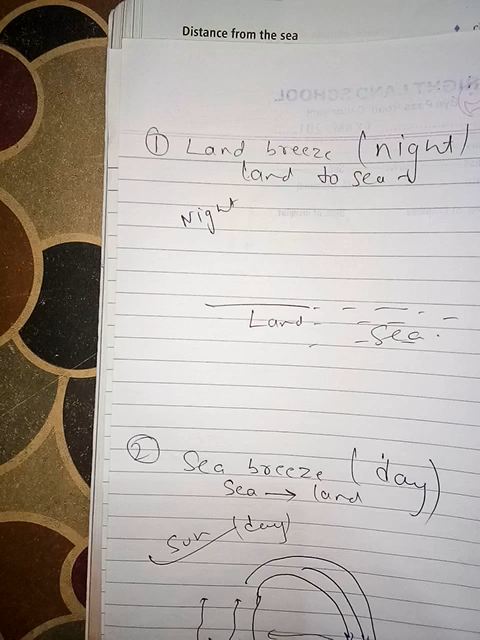 Distance from the sea
① Land breeze (night)
land to sea
Night
Land
Sea
② Sea breeze (day)
Sea → land
Sun (day)